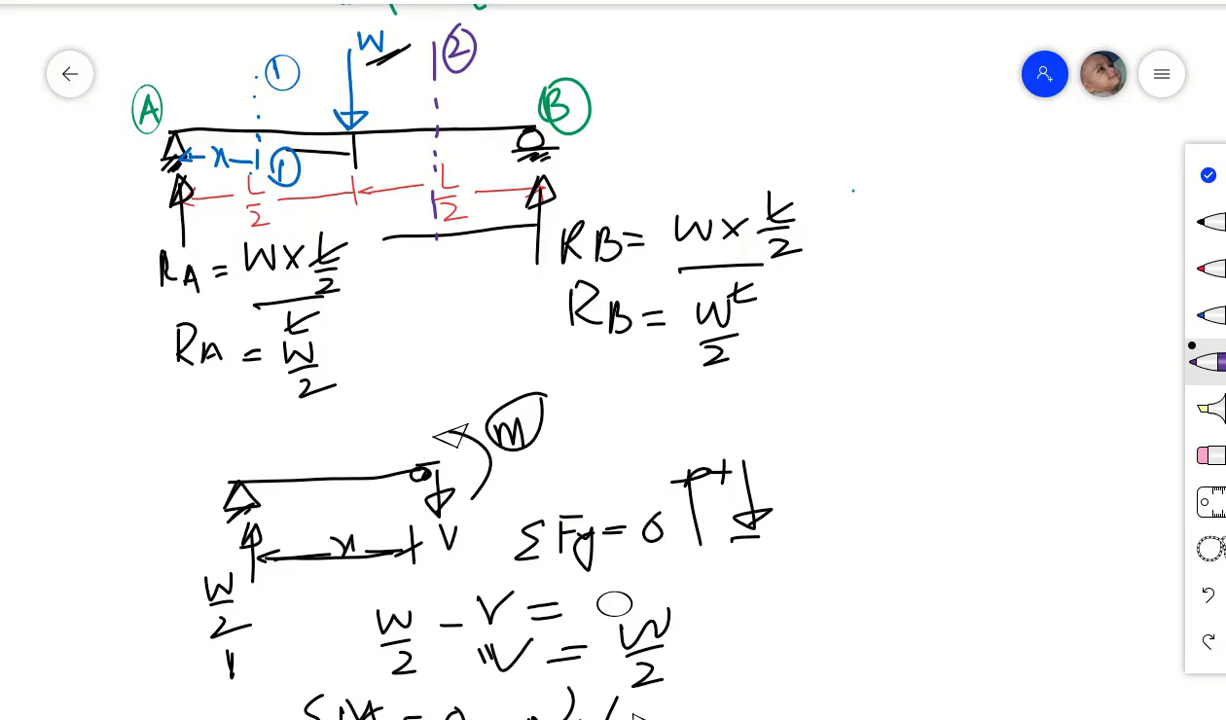 W
2
1
A
B
x
1
L/2
L/2
RA = W×L/2 / L
RB = W×L/2 / L
RA = W/2
RB = W/2
M
x
V
ΣFy = 0 +
W/2
W/2 - V = 0
V = W/2